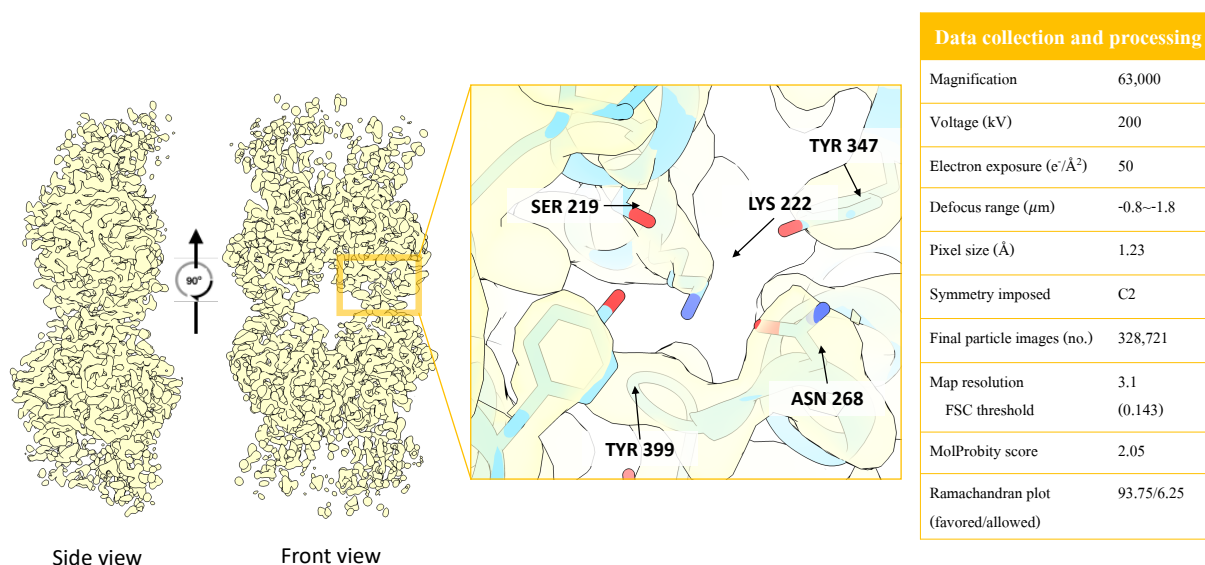 Data collection and processing
Magnification 63,000
Voltage (kV) 200
Electron exposure (e⁻/Å²) 50
Defocus range (μm) -0.8~-1.8
Pixel size (Å) 1.23
Symmetry imposed C2
Final particle images (no.) 328,721
Map resolution 3.1
FSC threshold (0.143)
MolProbity score 2.05
Ramachandran plot 93.75/6.25
(favored/allowed)
TYR 347
SER 219
LYS 222
90°
ASN 268
TYR 399
Side view
Front view